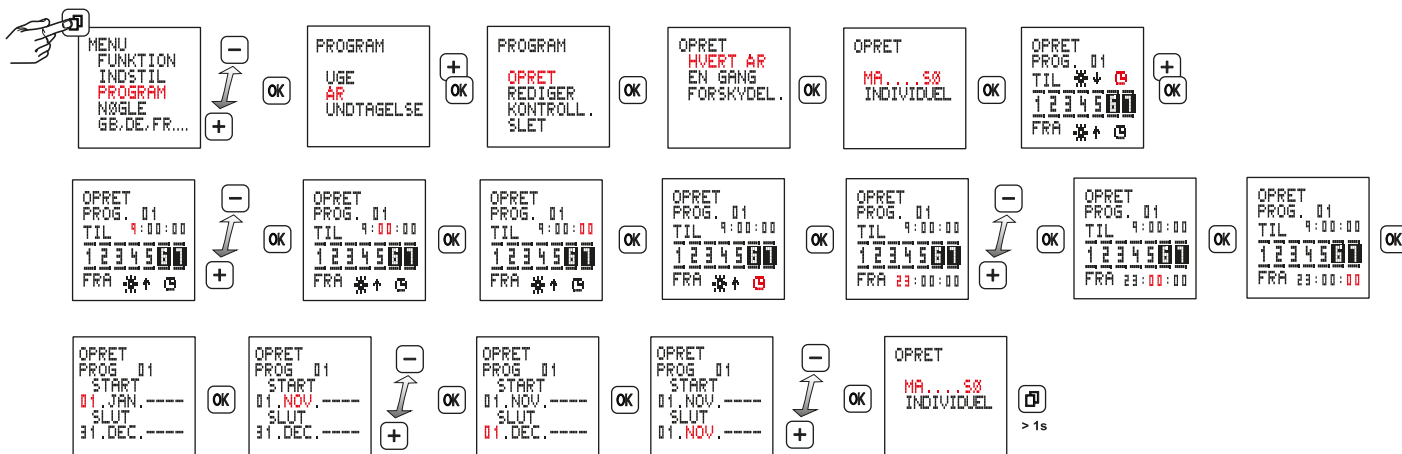 MENU
FUNKTION
INDSTIL
PROGRAM
NØGLE
GB,DE,FR....
−
+
OK
PROGRAM
UGE
ÅR
UNDTAGELSE
+
OK
PROGRAM
OPRET
REDIGER
KONTROLL.
SLET
OK
OPRET
HVERT ÅR
EN GANG
FORSKYDEL.
OK
OPRET
MA....SØ
INDIVIDUEL
OK
OPRET
PROG. 01
TIL
1 2 3 4 5 6 7
FRA
+
OK
OPRET
PROG. 01
TIL 9:00:00
1 2 3 4 5 6 7
FRA
−
+
OK
OPRET
PROG. 01
TIL 9:00:00
1 2 3 4 5 6 7
FRA
OK
OPRET
PROG. 01
TIL 9:00:00
1 2 3 4 5 6 7
FRA
OK
OPRET
PROG. 01
TIL 9:00:00
1 2 3 4 5 6 7
FRA
OK
OPRET
PROG. 01
TIL 9:00:00
1 2 3 4 5 6 7
FRA 23:00:00
−
+
OK
OPRET
PROG. 01
TIL 9:00:00
1 2 3 4 5 6 7
FRA 23:00:00
OK
OPRET
PROG. 01
TIL 9:00:00
1 2 3 4 5 6 7
FRA 23:00:00
OK
OPRET
PROG 01
START
01.JAN.----
SLUT
31.DEC.----
OK
OPRET
PROG 01
START
01.NOV.----
SLUT
31.DEC.----
−
+
OK
OPRET
PROG 01
START
01.NOV.----
SLUT
01.DEC.----
OK
OPRET
PROG 01
START
01.NOV.----
SLUT
01.NOV.----
−
+
OK
OPRET
MA....SØ
INDIVIDUEL
> 1s